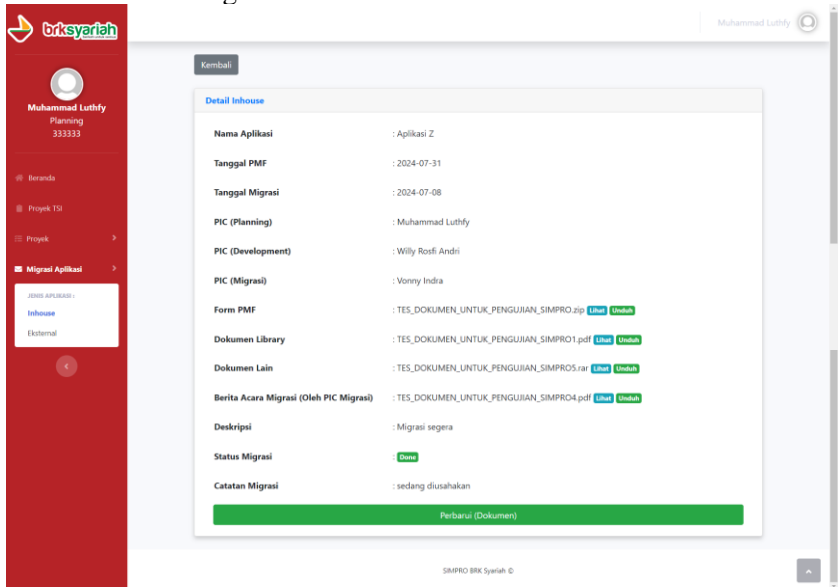 brksyariah
Muhammad Luthfy
Muhammad Luthfy
Planning
333333
Beranda
Proyek TSI
Proyek
Migrasi Aplikasi
JENIS APLIKASI :
Inhouse
Eksternal
Kembali
Detail Inhouse
Nama Aplikasi : Aplikasi Z
Tanggal PMF : 2024-07-31
Tanggal Migrasi : 2024-07-08
PIC (Planning) : Muhammad Luthfy
PIC (Development) : Willy Rosfi Andri
PIC (Migrasi) : Vonny Indra
Form PMF : TES_DOKUMEN_UNTUK_PENGUJIAN_SIMPRO.zip Lihat Unduh
Dokumen Library : TES_DOKUMEN_UNTUK_PENGUJIAN_SIMPRO1.pdf Lihat Unduh
Dokumen Lain : TES_DOKUMEN_UNTUK_PENGUJIAN_SIMPRO5.rar Lihat Unduh
Berita Acara Migrasi (Oleh PIC Migrasi) : TES_DOKUMEN_UNTUK_PENGUJIAN_SIMPRO4.pdf Lihat Unduh
Deskripsi : Migrasi segera
Status Migrasi : Done
Catatan Migrasi : sedang diusahakan
Perbarui (Dokumen)
SIMPRO BRK Syariah ©